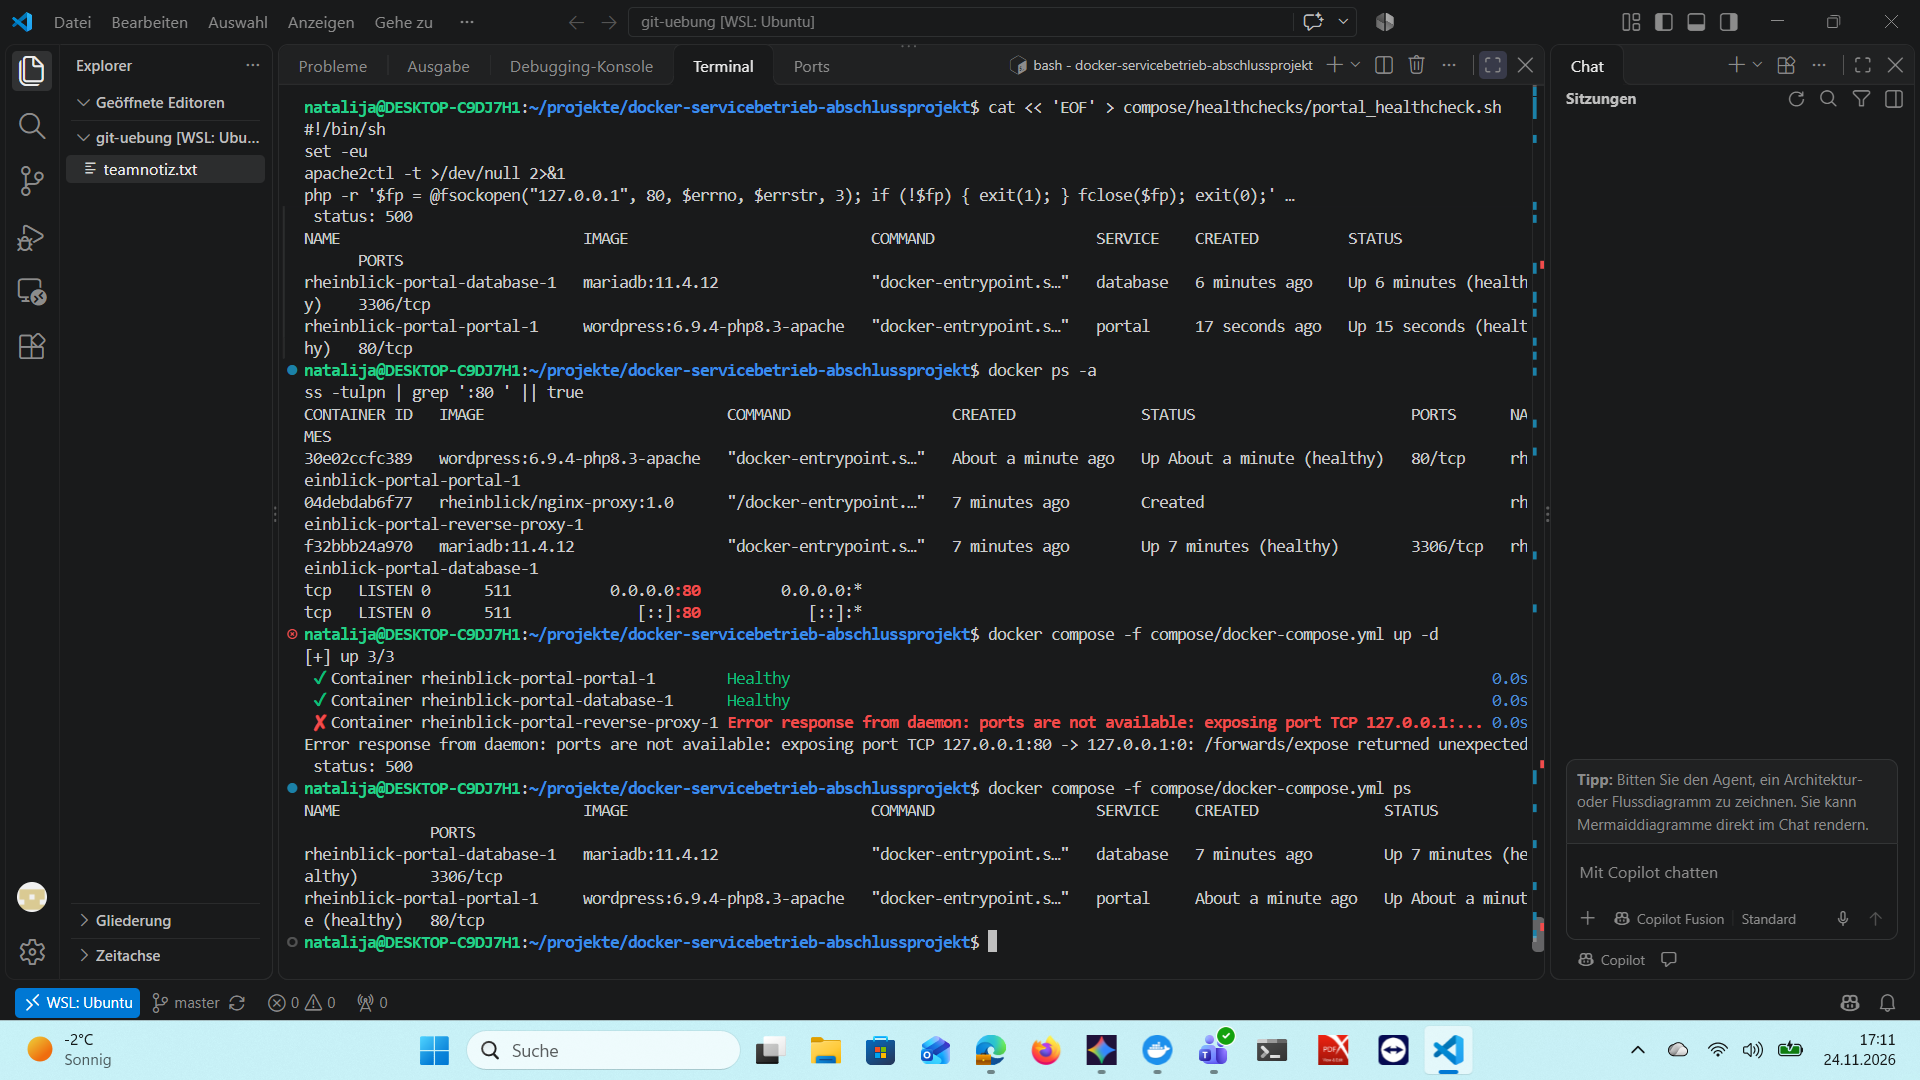 Datei Bearbeiten Auswahl Anzeigen Gehe zu ···
git-uebung [WSL: Ubuntu]
Explorer ···
Geöffnete Editoren
git-uebung [WSL: Ubu...
teamnotiz.txt
Gliederung
Zeitachse
Probleme Ausgabe Debugging-Konsole Terminal Ports
bash - docker-servicebetrieb-abschlussprojekt
natalija@DESKTOP-C9DJ7H1:~/projekte/docker-servicebetrieb-abschlussprojekt$ cat << 'EOF' > compose/healthchecks/portal_healthcheck.sh
#!/bin/sh
set -eu
apache2ctl -t >/dev/null 2>&1
php -r '$fp = @fsockopen("127.0.0.1", 80, $errno, $errstr, 3); if (!$fp) { exit(1); } fclose($fp); exit(0);' …
status: 500
NAME IMAGE COMMAND SERVICE CREATED STATUS
PORTS
rheinblick-portal-database-1 mariadb:11.4.12 "docker-entrypoint.s…" database 6 minutes ago Up 6 minutes (health
y) 3306/tcp
rheinblick-portal-portal-1 wordpress:6.9.4-php8.3-apache "docker-entrypoint.s…" portal 17 seconds ago Up 15 seconds (healt
hy) 80/tcp
natalija@DESKTOP-C9DJ7H1:~/projekte/docker-servicebetrieb-abschlussprojekt$ docker ps -a
ss -tulpn | grep ':80 ' || true
CONTAINER ID IMAGE COMMAND CREATED STATUS PORTS NA
MES
30e02ccfc389 wordpress:6.9.4-php8.3-apache "docker-entrypoint.s…" About a minute ago Up About a minute (healthy) 80/tcp rh
einblick-portal-portal-1
04debdab6f77 rheinblick/nginx-proxy:1.0 "/docker-entrypoint.…" 7 minutes ago Created rh
einblick-portal-reverse-proxy-1
f32bbb24a970 mariadb:11.4.12 "docker-entrypoint.s…" 7 minutes ago Up 7 minutes (healthy) 3306/tcp rh
einblick-portal-database-1
tcp LISTEN 0 511 0.0.0.0:80 0.0.0.0:*
tcp LISTEN 0 511 [::]:80 [::]:*
natalija@DESKTOP-C9DJ7H1:~/projekte/docker-servicebetrieb-abschlussprojekt$ docker compose -f compose/docker-compose.yml up -d
[+] up 3/3
✓ Container rheinblick-portal-portal-1 Healthy 0.0s
✓ Container rheinblick-portal-database-1 Healthy 0.0s
✗ Container rheinblick-portal-reverse-proxy-1 Error response from daemon: ports are not available: exposing port TCP 127.0.0.1:... 0.0s
Error response from daemon: ports are not available: exposing port TCP 127.0.0.1:80 -> 127.0.0.1:0: /forwards/expose returned unexpected
status: 500
natalija@DESKTOP-C9DJ7H1:~/projekte/docker-servicebetrieb-abschlussprojekt$ docker compose -f compose/docker-compose.yml ps
NAME IMAGE COMMAND SERVICE CREATED STATUS
PORTS
rheinblick-portal-database-1 mariadb:11.4.12 "docker-entrypoint.s…" database 7 minutes ago Up 7 minutes (he
althy) 3306/tcp
rheinblick-portal-portal-1 wordpress:6.9.4-php8.3-apache "docker-entrypoint.s…" portal About a minute ago Up About a minut
e (healthy) 80/tcp
natalija@DESKTOP-C9DJ7H1:~/projekte/docker-servicebetrieb-abschlussprojekt$
Chat
Sitzungen
Tipp: Bitten Sie den Agent, ein Architektur-
oder Flussdiagramm zu zeichnen. Sie kann
Mermaiddiagramme direkt im Chat rendern.
Mit Copilot chatten
Copilot Fusion Standard
Copilot
WSL: Ubuntu master 0 0 0
-2°C
Sonnig
Suche
PDFX
17:11
24.11.2026